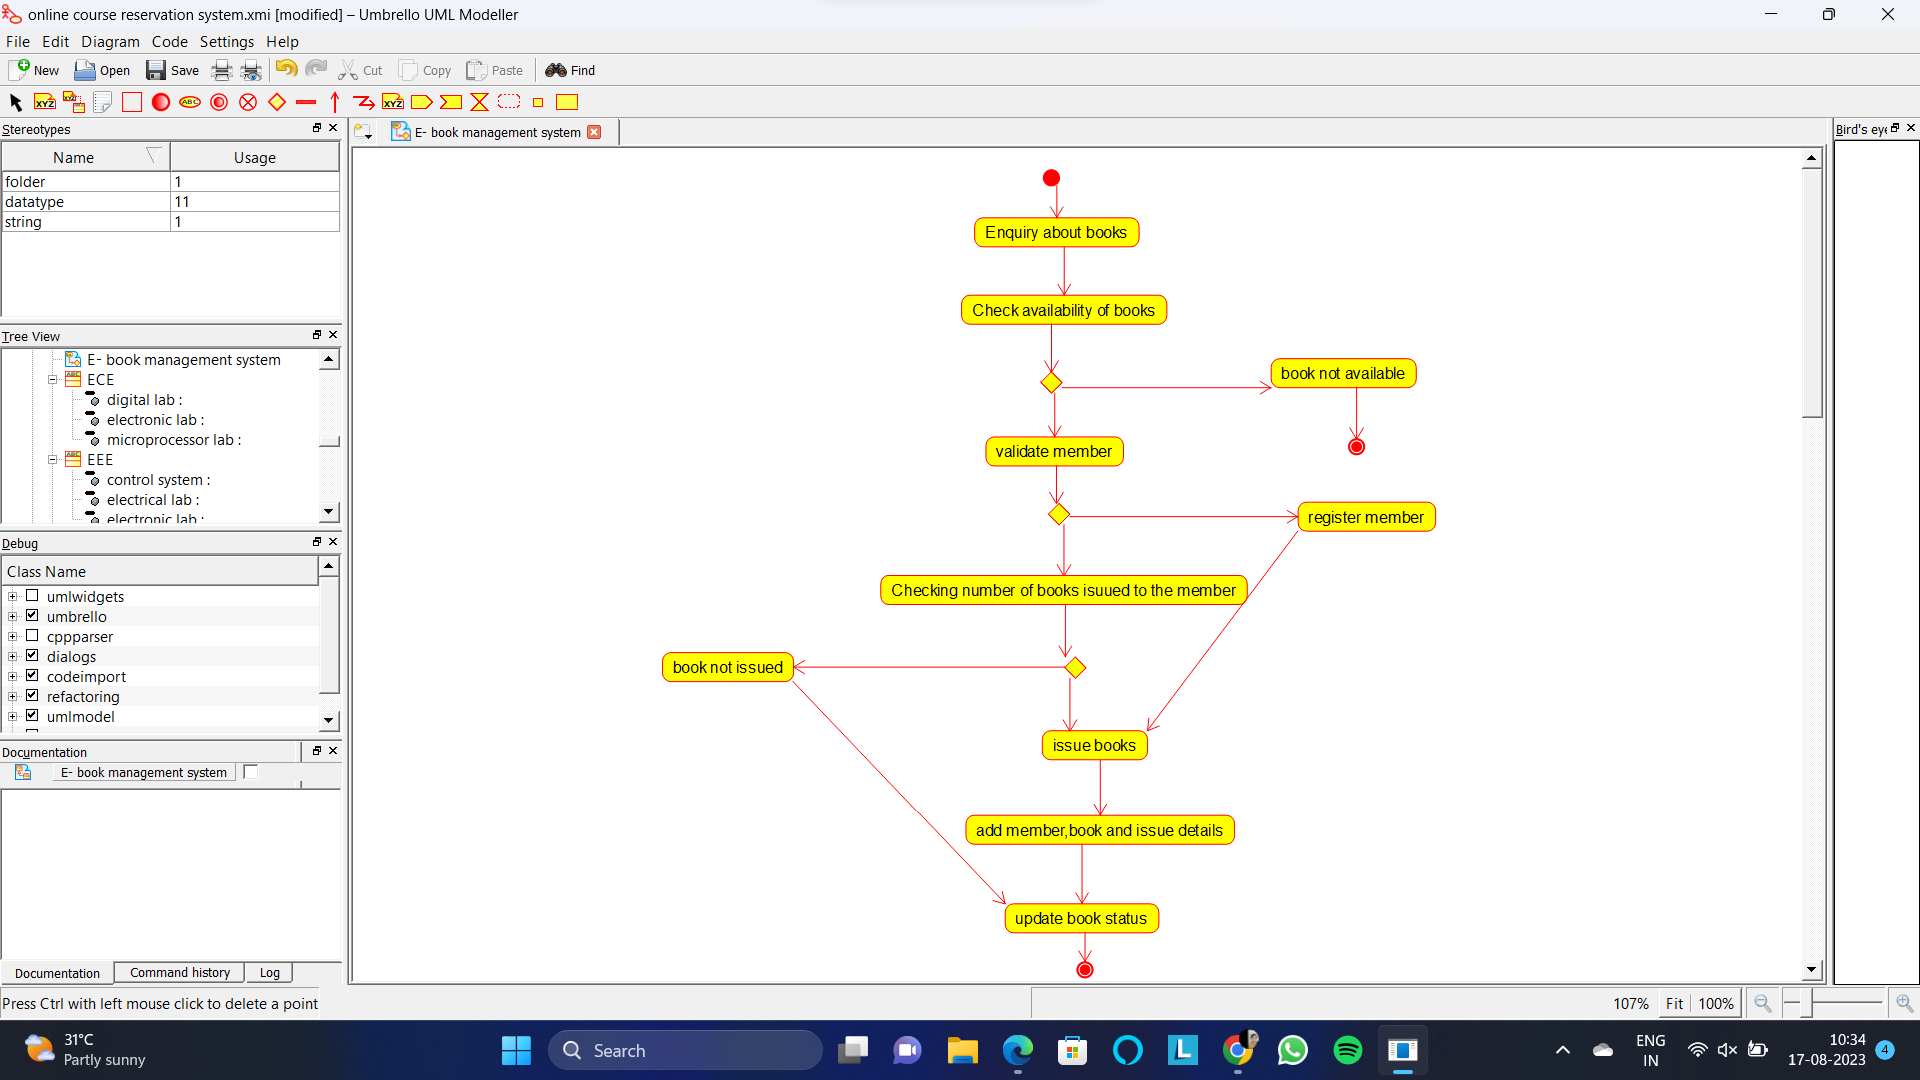 online course reservation system.xmi [modified] – Umbrello UML Modeller
File Edit Diagram Code Settings Help
New Open Save Cut Copy Paste Find
XYZ XYZ ABC XYZ
Stereotypes
Name Usage
folder 1
datatype 11
string 1
Tree View
E- book management system
ECE
digital lab :
electronic lab :
microprocessor lab :
EEE
control system :
electrical lab :
electronic lab :
Debug
Class Name
umlwidgets
umbrello
cppparser
dialogs
codeimport
refactoring
umlmodel
Documentation
E- book management system
Documentation Command history Log
Press Ctrl with left mouse click to delete a point
E- book management system
Enquiry about books
Check availability of books
book not available
validate member
register member
Checking number of books isuued to the member
book not issued
issue books
add member,book and issue details
update book status
Bird's eye
107% Fit 100%
31°C
Partly sunny
Search
L
ENG
IN
10:34
17-08-2023
4